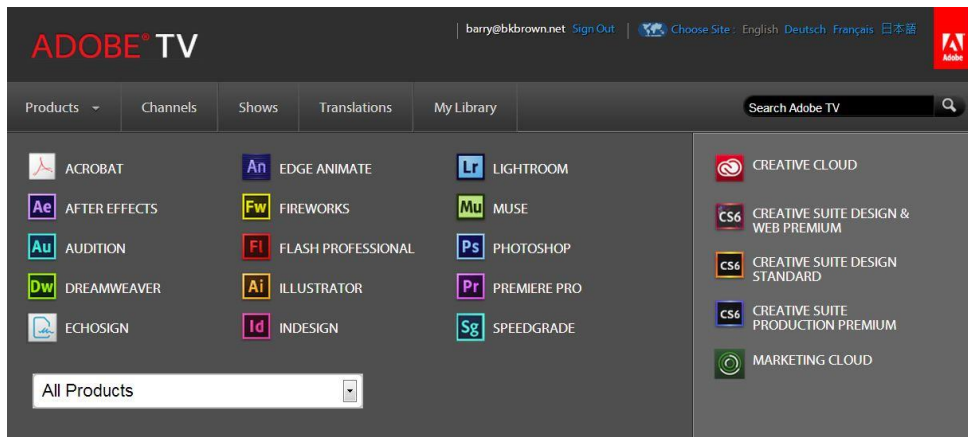 barry@bkbrown.net Sign Out | Choose Site : English Deutsch Français 日本語
ADOBE® TV
Adobe
Products Channels Shows Translations My Library
Search Adobe TV
ACROBAT
Ae AFTER EFFECTS
Au AUDITION
Dw DREAMWEAVER
ECHOSIGN
An EDGE ANIMATE
Fw FIREWORKS
Fl FLASH PROFESSIONAL
Ai ILLUSTRATOR
Id INDESIGN
Lr LIGHTROOM
Mu MUSE
Ps PHOTOSHOP
Pr PREMIERE PRO
Sg SPEEDGRADE
All Products
CREATIVE CLOUD
CS6 CREATIVE SUITE DESIGN &
WEB PREMIUM
CS6 CREATIVE SUITE DESIGN
STANDARD
CS6 CREATIVE SUITE
PRODUCTION PREMIUM
MARKETING CLOUD